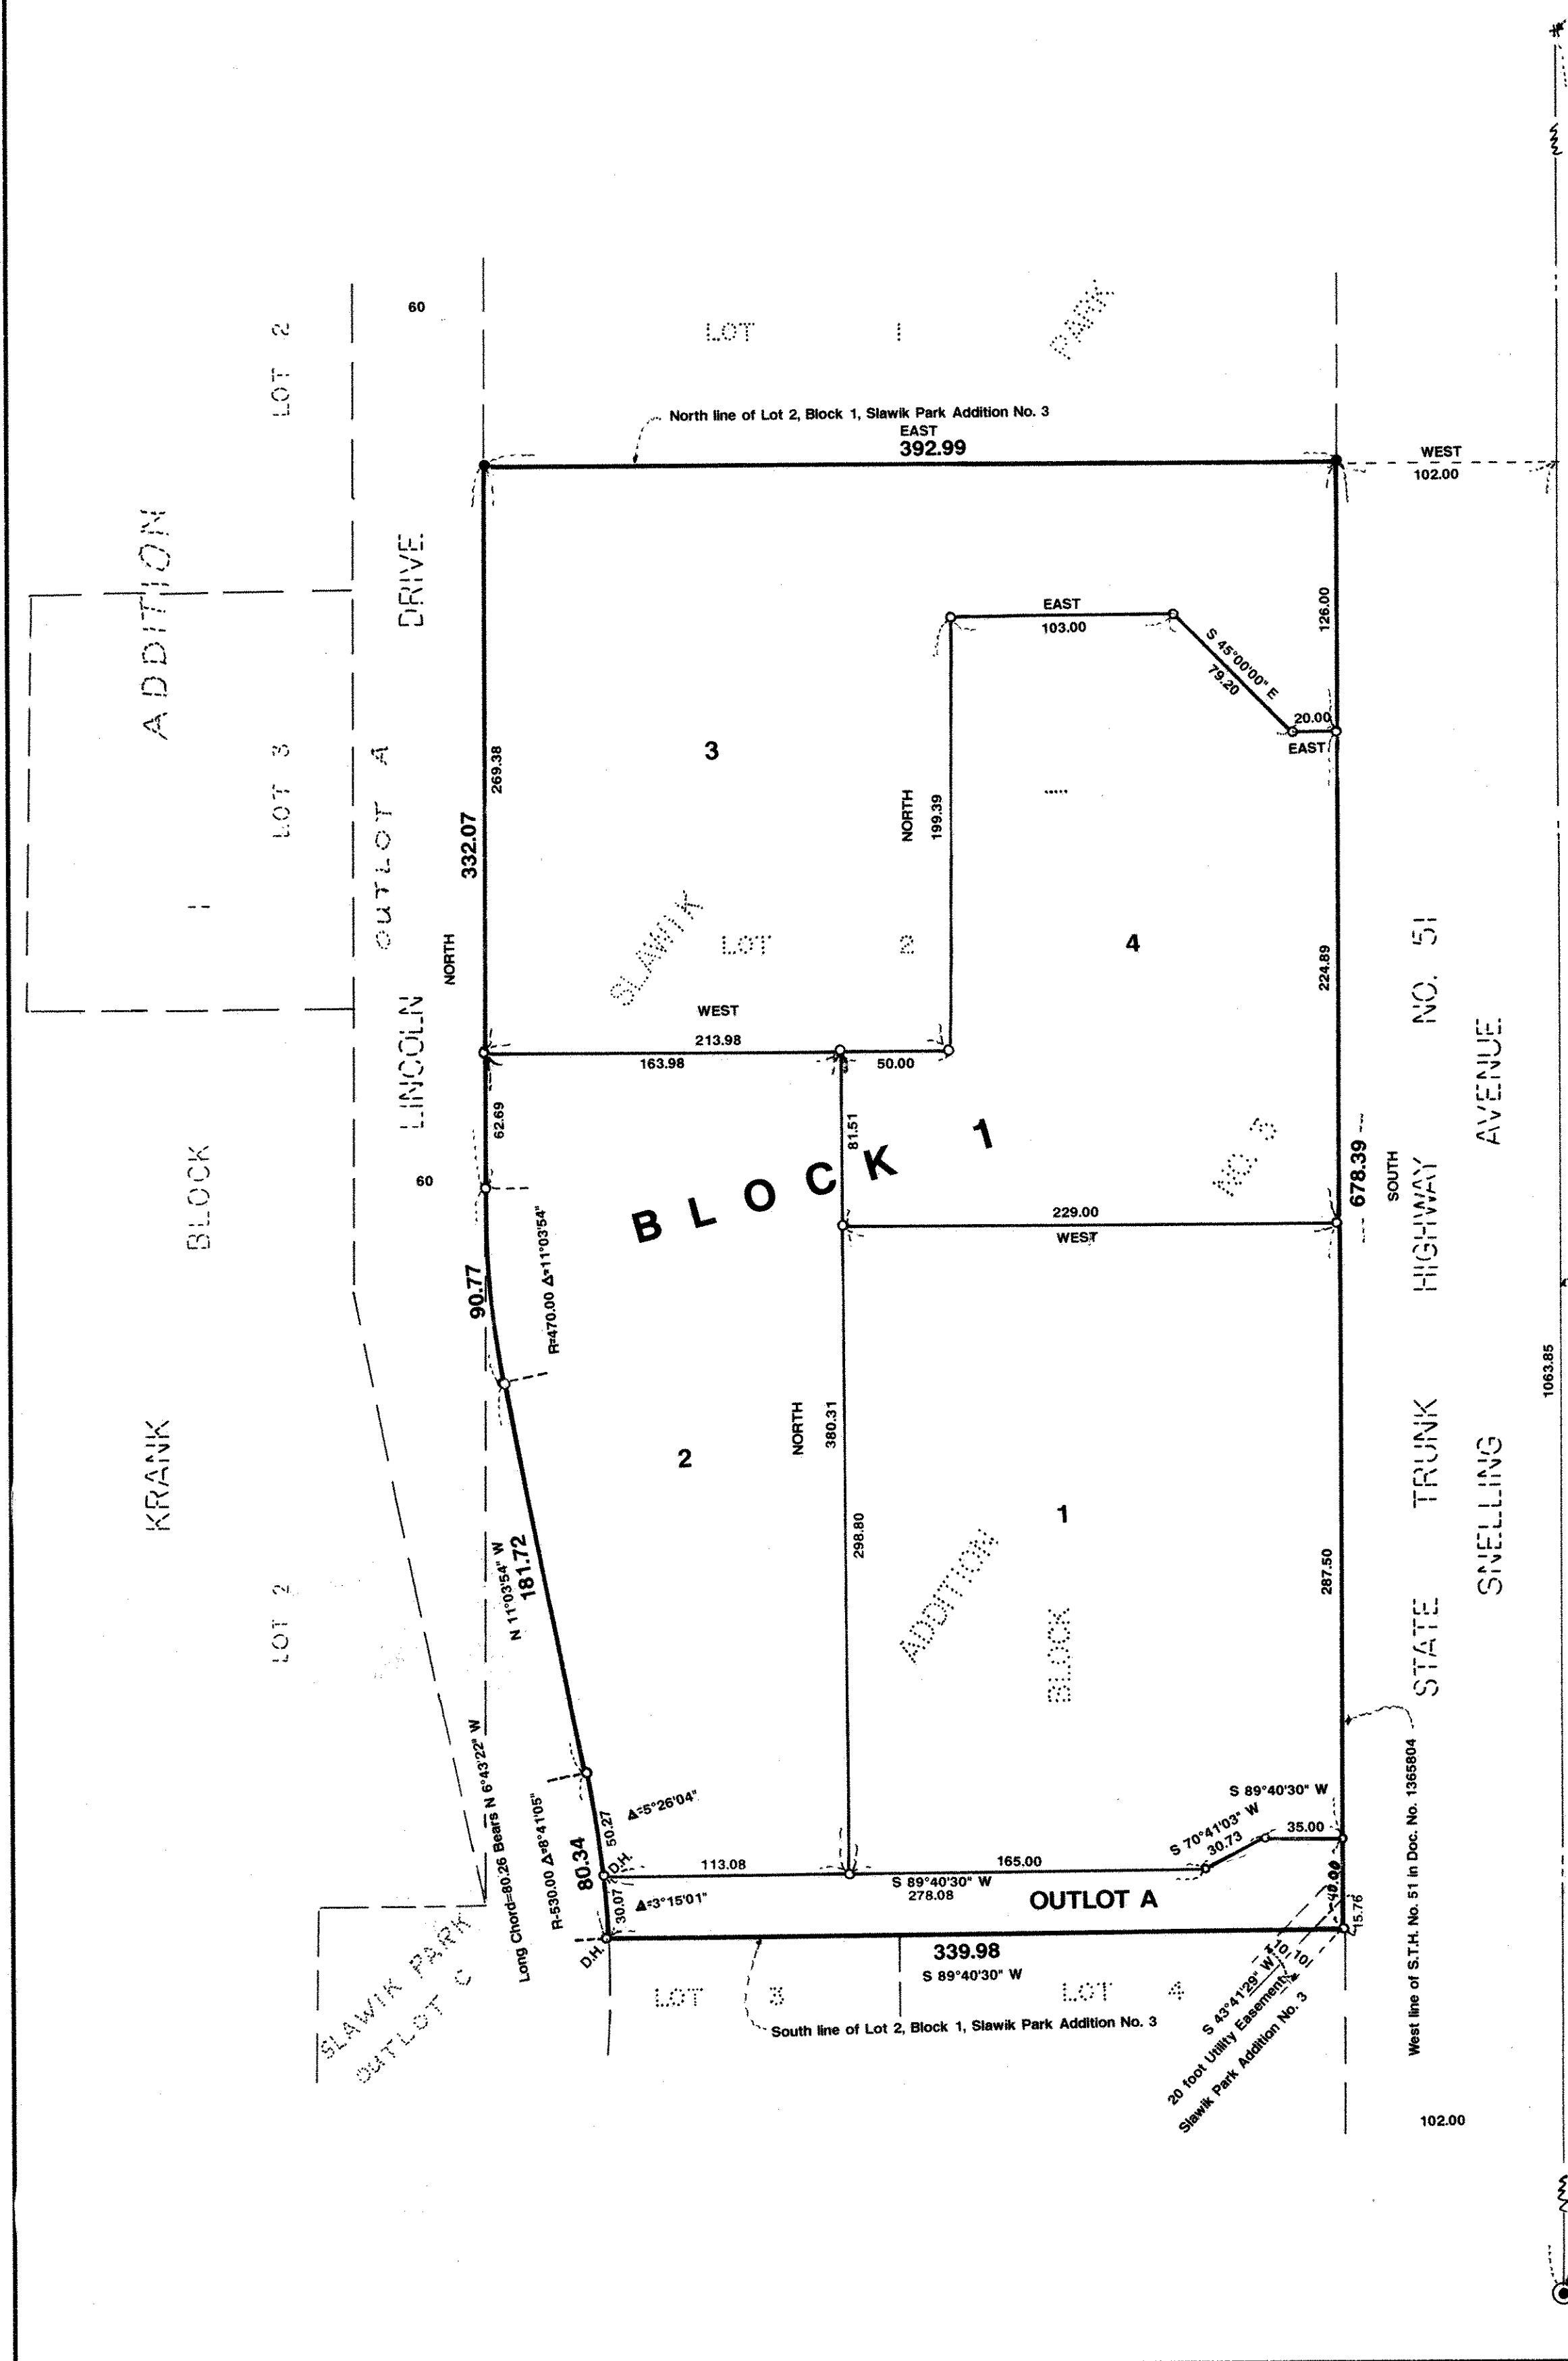 60
LOT 2
LOT 1
PARK
North line of Lot 2, Block 1, Slawik Park Addition No. 3
EAST
392.99
WEST
102.00
ADDITION
DRIVE
EAST
103.00
126.00
S 45°00'00" E
79.20
20.00
EAST
3
LOT 3
OUTLOT A
269.38
332.07
NORTH
199.39
1
SLAWIK
LOT 2
4
224.89
NO. 51
NORTH
WEST
213.98
163.98
50.00
LINCOLN
62.69
81.51
BLOCK 1
NO. 5
AVENUE
60
BLOCK
229.00
WEST
678.39
SOUTH
HIGHWAY
90.77
R=470.00 Δ=11°03'54"
1063.85
KRANK
2
NORTH
380.31
298.80
1
TRUNK
SNELLING
N 11°03'54" W
181.72
LOT 2
ADDITION
BLOCK
287.50
STATE
Long Chord=80.26 Bears N 6°43'22" W
R=530.00 Δ=8°41'05"
80.34
50.27
Δ=5°26'04"
S 89°40'30" W
S 70°41'03" W
30.73
35.00
D.H.
113.08
165.00
S 89°40'30" W
278.08
30.07
Δ=3°15'01"
OUTLOT A
40.00
15.76
D.H.
339.98
S 89°40'30" W
10 10
S 43°41'29" W
20 foot Utility Easement
Slawik Park Addition No. 3
SLAWIK PARK
OUTLOT C
LOT 3
LOT 4
South line of Lot 2, Block 1, Slawik Park Addition No. 3
West line of S.T.H. No. 51 in Doc. No. 1365804
102.00